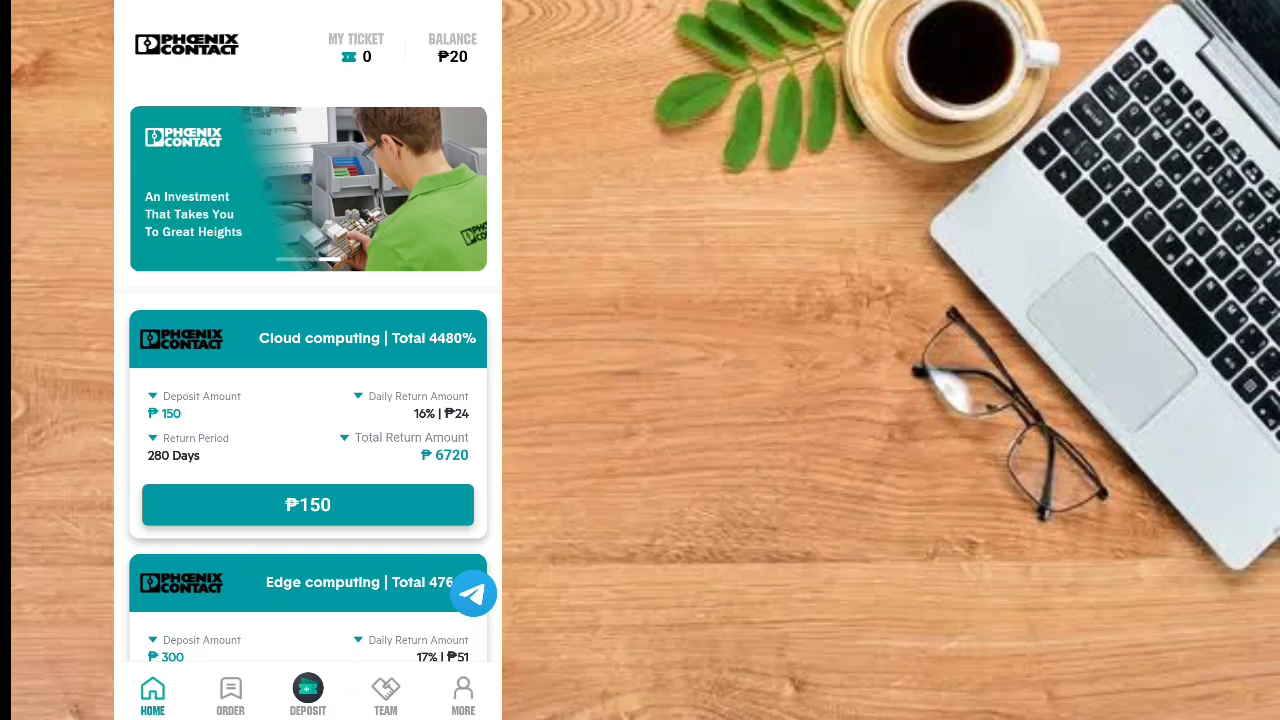 PHŒNIX
CONTACT
MY TICKET
0
BALANCE
₱20
PHŒNIX
CONTACT
An Investment
That Takes You
To Great Heights
PHŒNIX
CONTACT
Cloud computing | Total 4480%
Deposit Amount
₱ 150
Daily Return Amount
16% | ₱24
Return Period
280 Days
Total Return Amount
₱ 6720
₱150
PHŒNIX
CONTACT
Edge computing | Total 476
Deposit Amount
₱ 300
Daily Return Amount
17% | ₱51
HOME
ORDER
DEPOSIT
TEAM
MORE